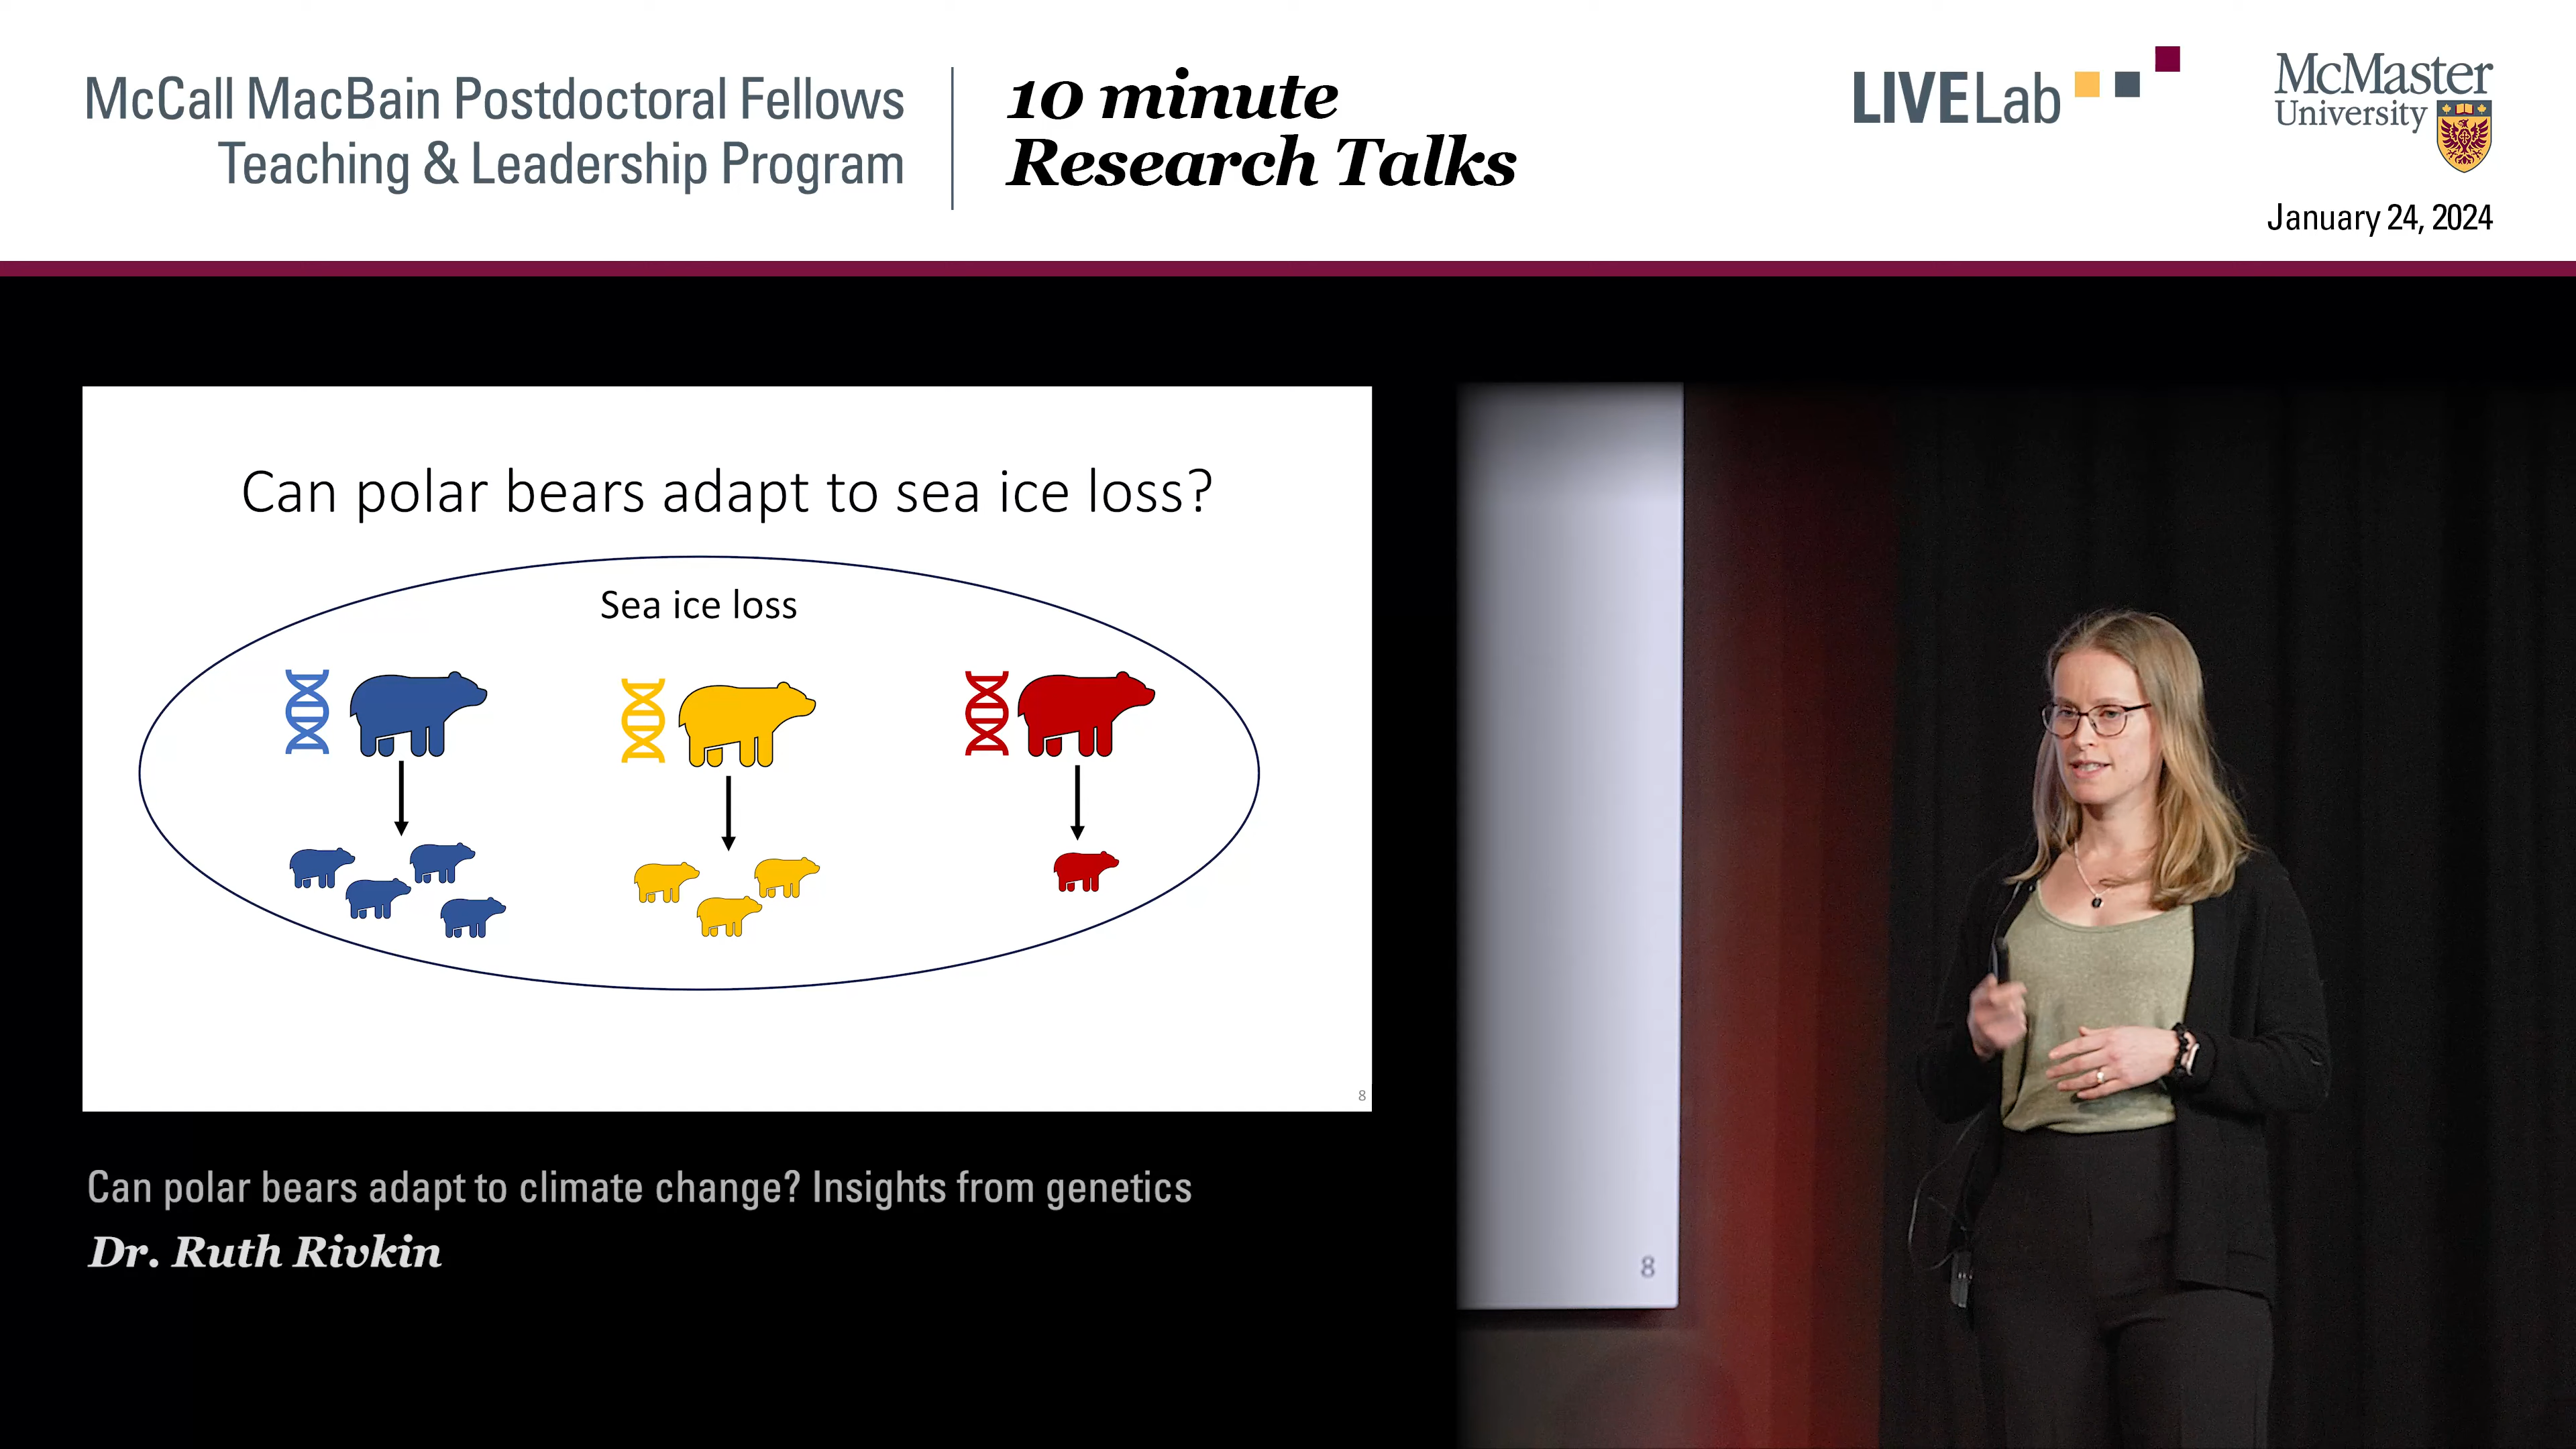 McCall MacBain Postdoctoral Fellows
Teaching & Leadership Program
10 minute
Research Talks
LIVELab
McMaster
University
January 24, 2024
Can polar bears adapt to sea ice loss?
Sea ice loss
8
8
Can polar bears adapt to climate change? Insights from genetics
Dr. Ruth Rivkin